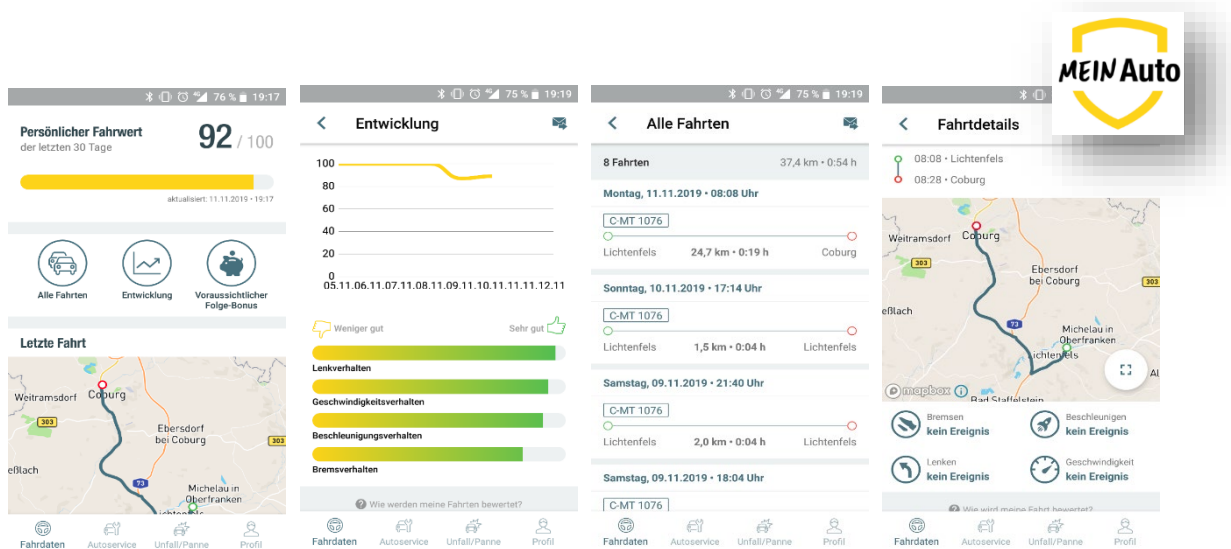 MEIN Auto
76 % 19:17
Persönlicher Fahrwert
der letzten 30 Tage
92 / 100
aktualisiert: 11.11.2019 • 19:17
Alle Fahrten
Entwicklung
Voraussichtlicher
Folge-Bonus
Letzte Fahrt
Weitramsdorf
Coburg
303
Ebersdorf
bei Coburg
303
eßlach
73
Michelau in
Oberfranken
Fahrdaten
Autoservice
Unfall/Panne
Profil
4G 75 % 19:19
Entwicklung
100
80
60
40
20
0
05.11.06.11.07.11.08.11.09.11.10.11.11.11.12.11
Weniger gut
Sehr gut
Lenkverhalten
Geschwindigkeitsverhalten
Beschleunigungsverhalten
Bremsverhalten
Wie werden meine Fahrten bewertet?
Fahrdaten
Autoservice
Unfall/Panne
Profil
75 % 19:19
Alle Fahrten
8 Fahrten
37,4 km • 0:54 h
Montag, 11.11.2019 • 08:08 Uhr
C-MT 1076
Lichtenfels
24,7 km • 0:19 h
Coburg
Sonntag, 10.11.2019 • 17:14 Uhr
C-MT 1076
Lichtenfels
1,5 km • 0:04 h
Lichtenfels
Samstag, 09.11.2019 • 21:40 Uhr
C-MT 1076
Lichtenfels
2,0 km • 0:04 h
Lichtenfels
Samstag, 09.11.2019 • 18:04 Uhr
C-MT 1076
Fahrdaten
Autoservice
Unfall/Panne
Profil
Fahrtdetails
08:08 • Lichtenfels
08:28 • Coburg
Weitramsdorf
Coburg
303
Ebersdorf
bei Coburg
303
eßlach
73
Michelau in
Oberfranken
Lichtenfels
mapbox
Bad Staffelstein
Bremsen
kein Ereignis
Beschleunigen
kein Ereignis
Lenken
kein Ereignis
Geschwindigkeit
kein Ereignis
Wie wird meine Fahrt bewertet?
Fahrdaten
Autoservice
Unfall/Panne
Profil